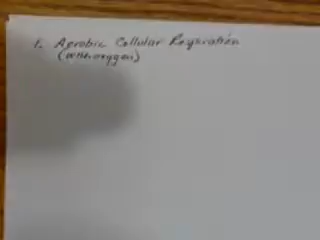 1. Aerobic Cellular Respiration
(with oxygen)